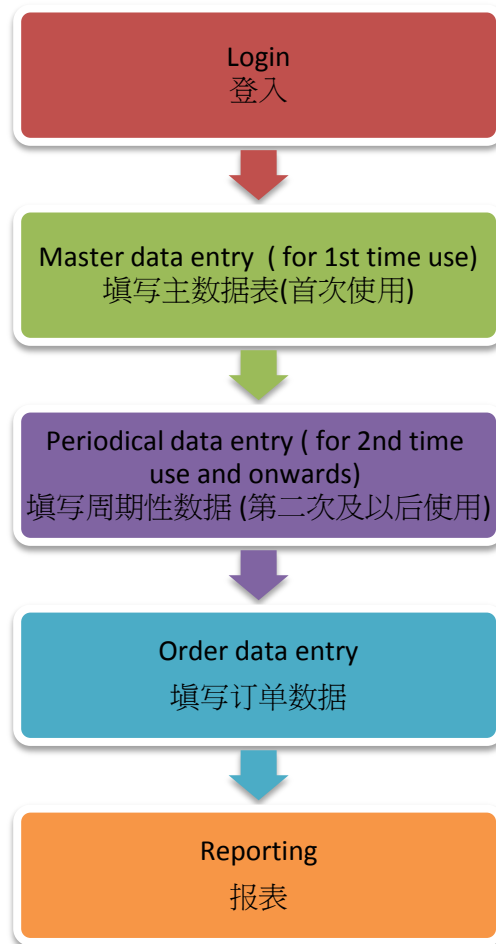 Login
登入
Master data entry ( for 1st time use)
填写主数据表(首次使用)
Periodical data entry ( for 2nd time
use and onwards)
填写周期性数据 (第二次及以后使用)
Order data entry
填写订单数据
Reporting
报表